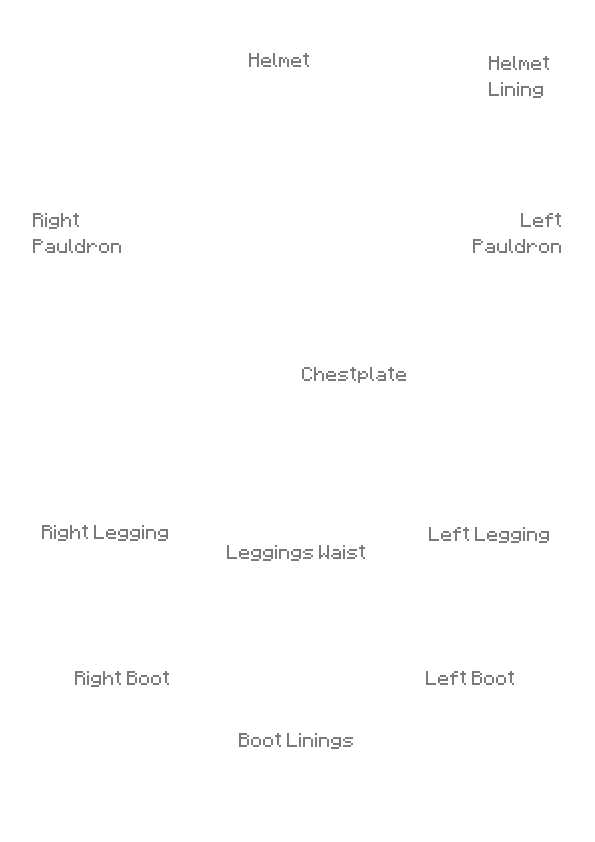 Helmet
Helmet
Lining
Right
Pauldron
Left
Pauldron
Chestplate
Right Legging
Left Legging
Leggings Waist
Right Boot
Left Boot
Boot Linings